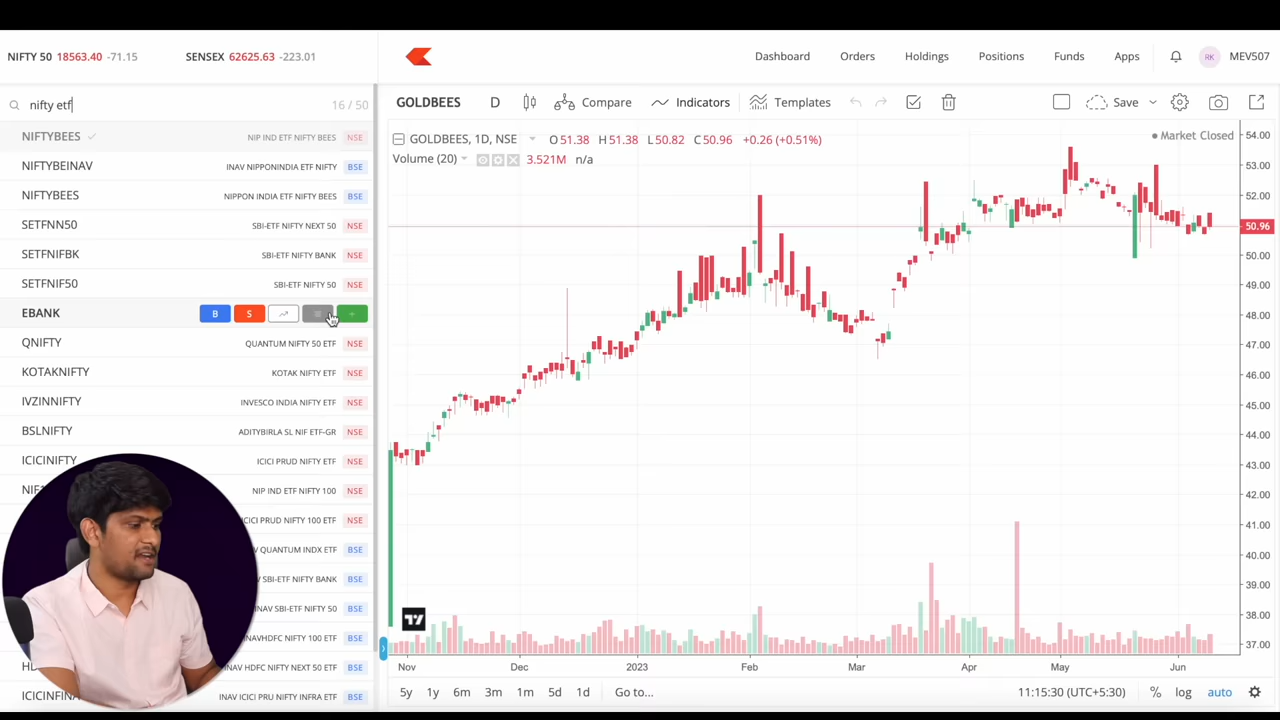 NIFTY 50 18563.40 -71.15 SENSEX 62625.63 -223.01
Dashboard Orders Holdings Positions Funds Apps RK MEV507
nifty etf 16 / 50
GOLDBEES D Compare Indicators Templates Save
NIFTYBEES NIP IND ETF NIFTY BEES NSE
NIFTYBEINAV INAV NIPPONINDIA ETF NIFTY BSE
NIFTYBEES NIPPON INDIA ETF NIFTY BEES BSE
SETFNN50 SBI-ETF NIFTY NEXT 50 NSE
SETFNIFBK SBI-ETF NIFTY BANK NSE
SETFNIF50 SBI-ETF NIFTY 50 NSE
EBANK B S
QNIFTY QUANTUM NIFTY 50 ETF NSE
KOTAKNIFTY KOTAK NIFTY ETF NSE
IVZINNIFTY INVESCO INDIA NIFTY ETF NSE
BSLNIFTY ADITYBIRLA SL NIF ETF-GR NSE
ICICINIFTY ICICI PRUD NIFTY ETF NSE
NIP IND ETF NIFTY 100 NSE
ICICI PRUD NIFTY 100 ETF NSE
QUANTUM INDX ETF BSE
SBI-ETF NIFTY BANK BSE
INAV SBI-ETF NIFTY 50 BSE
HDFC NIFTY 100 ETF BSE
INAV HDFC NIFTY NEXT 50 ETF BSE
INAV ICICI PRU NIFTY INFRA ETF BSE
GOLDBEES, 1D, NSE O51.38 H51.38 L50.82 C50.96 +0.26 (+0.51%)
Market Closed
Volume (20) 3.521M n/a
54.00
53.00
52.00
50.96
50.00
49.00
48.00
47.00
46.00
45.00
44.00
43.00
42.00
41.00
40.00
39.00
38.00
37.00
Nov Dec 2023 Feb Mar Apr May Jun
5y 1y 6m 3m 1m 5d 1d Go to... 11:15:30 (UTC+5:30) % log auto